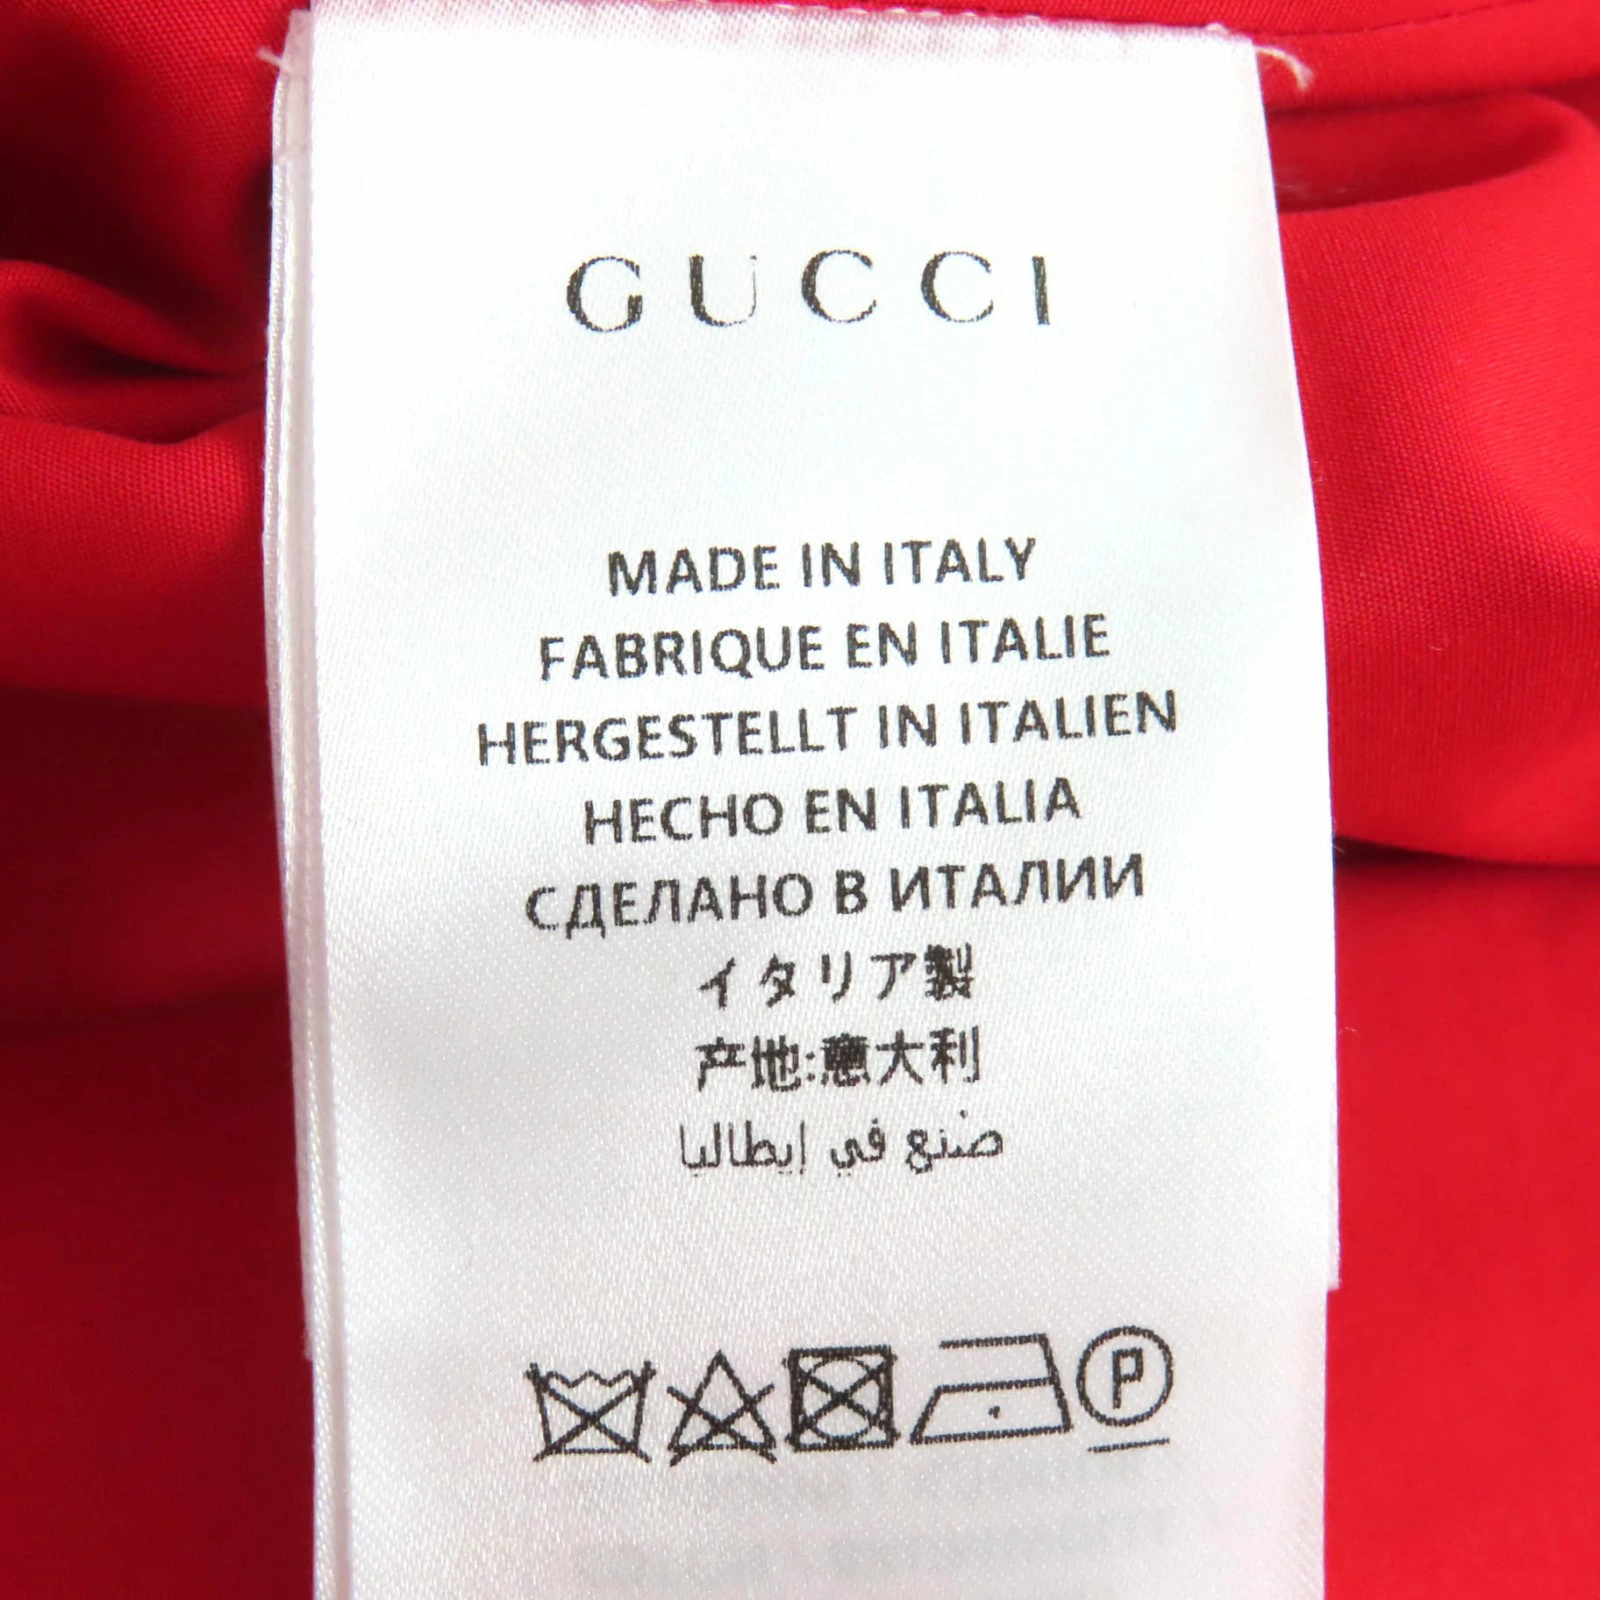 GUCCI
MADE IN ITALY
FABRIQUE EN ITALIE
HERGESTELLT IN ITALIEN
HECHO EN ITALIA
СДЕЛАНО В ИТАЛИИ
イタリア製
产地:意大利
صنع في إيطاليا
P